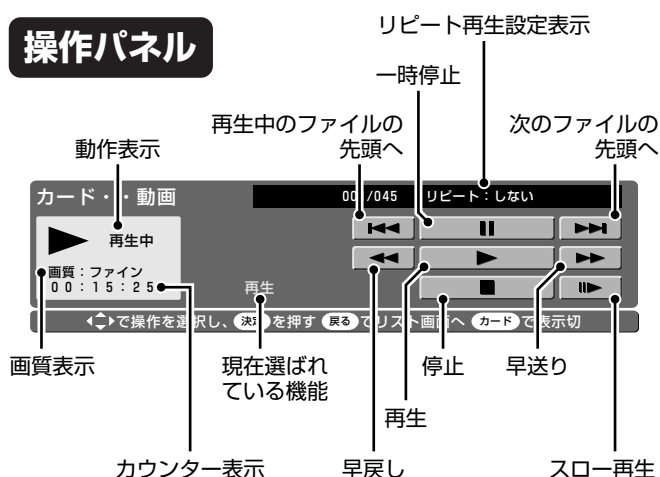 操作パネル
リピート再生設定表示
一時停止
再生中のファイルの
先頭へ
次のファイルの
先頭へ
動作表示
カード・・動画
/045
リピート：しない
再生中
画質：ファイン
00：15：25
再生
で操作を選択し、決定を押す 戻る でリスト画面へ カード で表示切
画質表示
現在選ばれ
ている機能
停止
早送り
再生
カウンター表示
早戻し
スロー再生